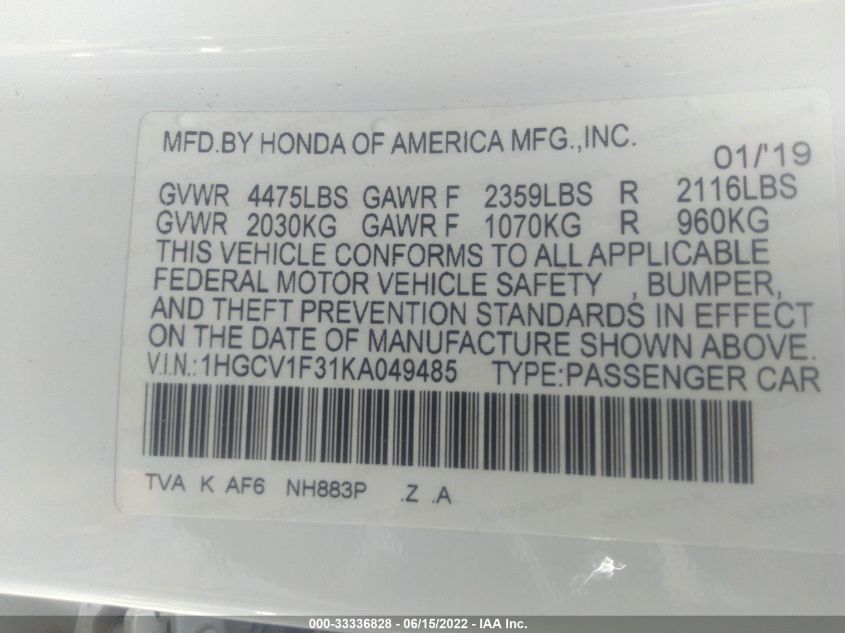 MFD.BY HONDA OF AMERICA MFG.,INC. 01/'19
GVWR 4475LBS GAWR F 2359LBS R 2116LBS
GVWR 2030KG GAWR F 1070KG R 960KG
THIS VEHICLE CONFORMS TO ALL APPLICABLE
FEDERAL MOTOR VEHICLE SAFETY , BUMPER,
AND THEFT PREVENTION STANDARDS IN EFFECT
ON THE DATE OF MANUFACTURE SHOWN ABOVE.
V.I.N.:1HGCV1F31KA049485 TYPE:PASSENGER CAR
TVA K AF6 NH883P .Z .A
000-33336828 - 06/15/2022 - IAA Inc.